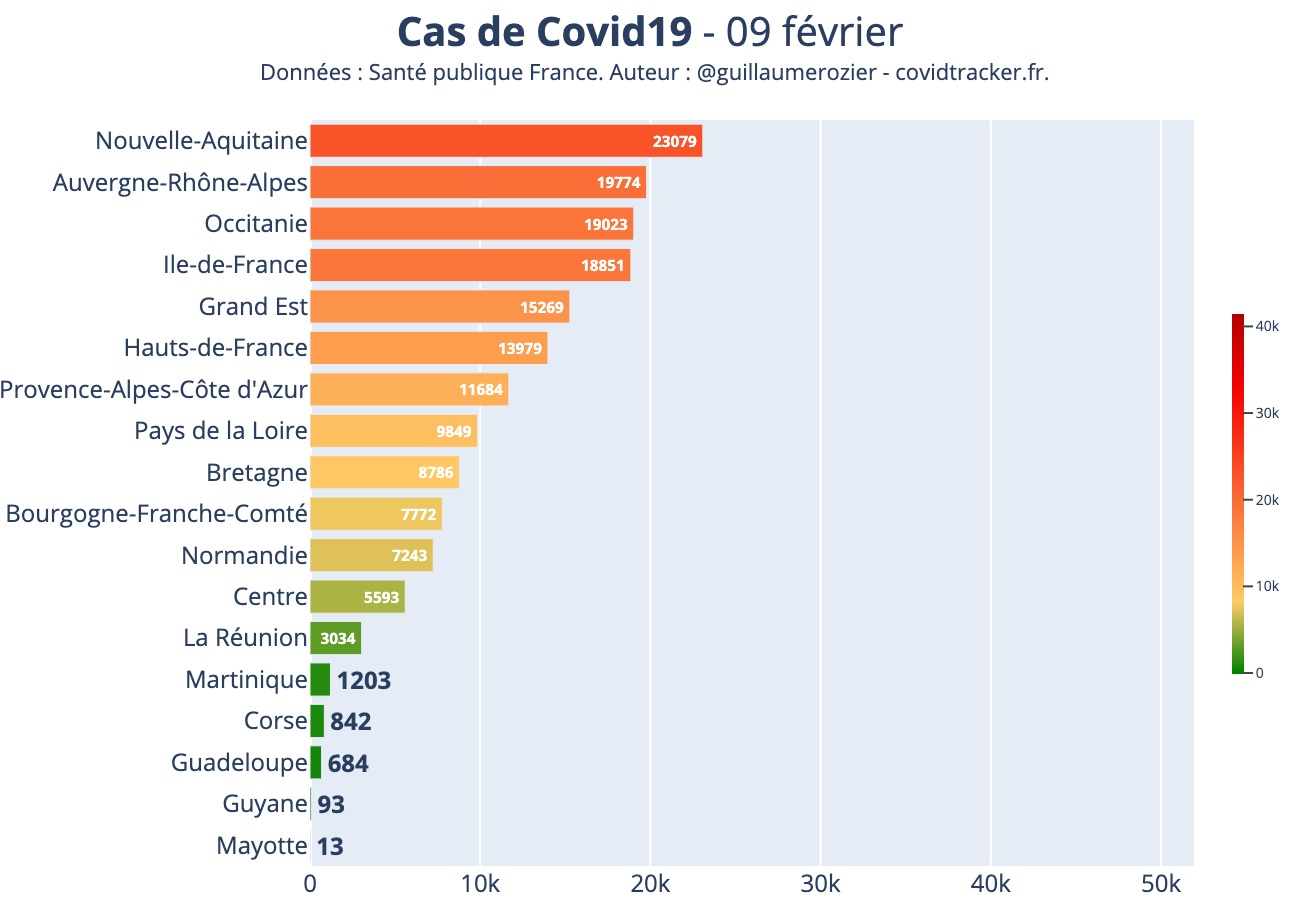 Cas de Covid19 - 09 février
Données : Santé publique France. Auteur : @guillaumerozier - covidtracker.fr.
Nouvelle-Aquitaine 23079
Auvergne-Rhône-Alpes 19774
Occitanie 19023
Ile-de-France 18851
Grand Est 15269
Hauts-de-France 13979
Provence-Alpes-Côte d'Azur 11684
Pays de la Loire 9849
Bretagne 8786
Bourgogne-Franche-Comté 7772
Normandie 7243
Centre 5593
La Réunion 3034
Martinique 1203
Corse 842
Guadeloupe 684
Guyane 93
Mayotte 13
0 10k 20k 30k 40k 50k
40k
30k
20k
10k
0